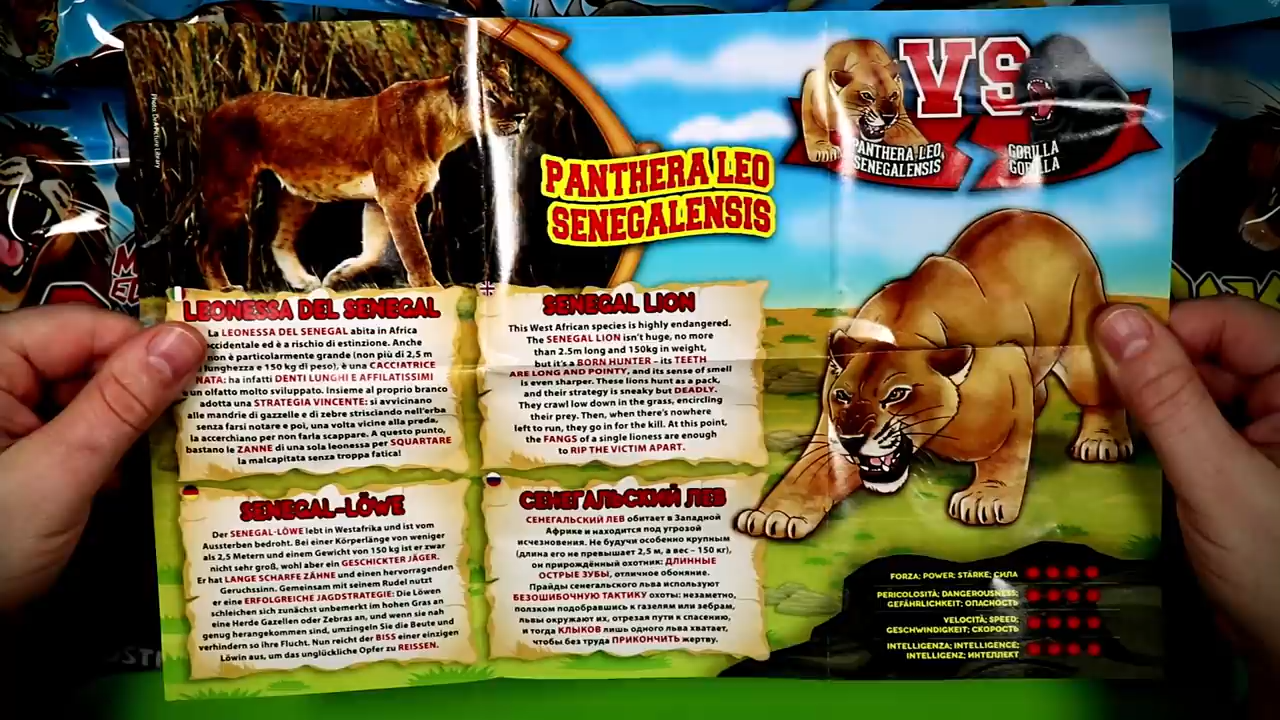 Photo DeA Picture Library
VS
PANTHERA LEO
SENEGALENSIS
GORILLA
GORILLA
PANTHERA LEO
SENEGALENSIS
LEONESSA DEL SENEGAL
La LEONESSA DEL SENEGAL abita in Africa
occidentale ed è a rischio di estinzione. Anche
non è particolarmente grande (non più di 2,5 m
lunghezza e 150 kg di peso), è una CACCIATRICE
NATA: ha infatti DENTI LUNGHI E AFFILATISSIMI
e un olfatto molto sviluppato. Insieme al proprio branco
adotta una STRATEGIA VINCENTE: si avvicinano
alle mandrie di gazzelle e di zebre strisciando nell'erba
senza farsi notare e poi, una volta vicine alla preda,
la accerchiano per non farla scappare. A questo punto,
bastano le ZANNE di una sola leonessa per SQUARTARE
la malcapitata senza troppa fatica!
SENEGAL LION
This West African species is highly endangered.
The SENEGAL LION isn't huge, no more
than 2.5m long and 150kg in weight,
but it's a BORN HUNTER – its TEETH
ARE LONG AND POINTY, and its sense of smell
is even sharper. These lions hunt as a pack,
and their strategy is sneaky but DEADLY.
They crawl low down in the grass, encircling
their prey. Then, when there's nowhere
left to run, they go in for the kill. At this point,
the FANGS of a single lioness are enough
to RIP THE VICTIM APART.
SENEGAL-LÖWE
Der SENEGAL-LÖWE lebt in Westafrika und ist vom
Aussterben bedroht. Bei einer Körperlänge von weniger
als 2,5 Metern und einem Gewicht von 150 kg ist er zwar
nicht sehr groß, wohl aber ein GESCHICKTER JÄGER.
Er hat LANGE SCHARFE ZÄHNE und einen hervorragenden
Geruchssinn. Gemeinsam mit seinem Rudel nutzt
er eine ERFOLGREICHE JAGDSTRATEGIE: Die Löwen
schleichen sich zunächst unbemerkt im hohen Gras an
eine Herde Gazellen oder Zebras an, und wenn sie nah
genug herangekommen sind, umzingeln Sie die Beute und
verhindern so ihre Flucht. Nun reicht der BISS einer einzigen
Löwin aus, um das unglückliche Opfer zu REISSEN.
СЕНЕГАЛЬСКИЙ ЛЕВ
СЕНЕГАЛЬСКИЙ ЛЕВ обитает в Западной
Африке и находится под угрозой
исчезновения. Не будучи особенно крупным
(длина его не превышает 2,5 м, а вес – 150 кг),
он прирождённый охотник: ДЛИННЫЕ
ОСТРЫЕ ЗУБЫ, отличное обоняние.
Прайды сенегальского льва используют
БЕЗОШИБОЧНУЮ ТАКТИКУ охоты: незаметно,
ползком подобравшись к газелям или зебрам,
львы окружают их, отрезая пути к спасению,
и тогда КЛЫКОВ лишь одного льва хватает,
чтобы без труда ПРИКОНЧИТЬ жертву.
FORZA; POWER; STÄRKE; СИЛА
PERICOLOSITÀ; DANGEROUSNESS;
GEFÄHRLICHKEIT; ОПАСНОСТЬ
VELOCITÀ; SPEED;
GESCHWINDIGKEIT; СКОРОСТЬ
INTELLIGENZA; INTELLIGENCE;
INTELLIGENZ; ИНТЕЛЛЕКТ